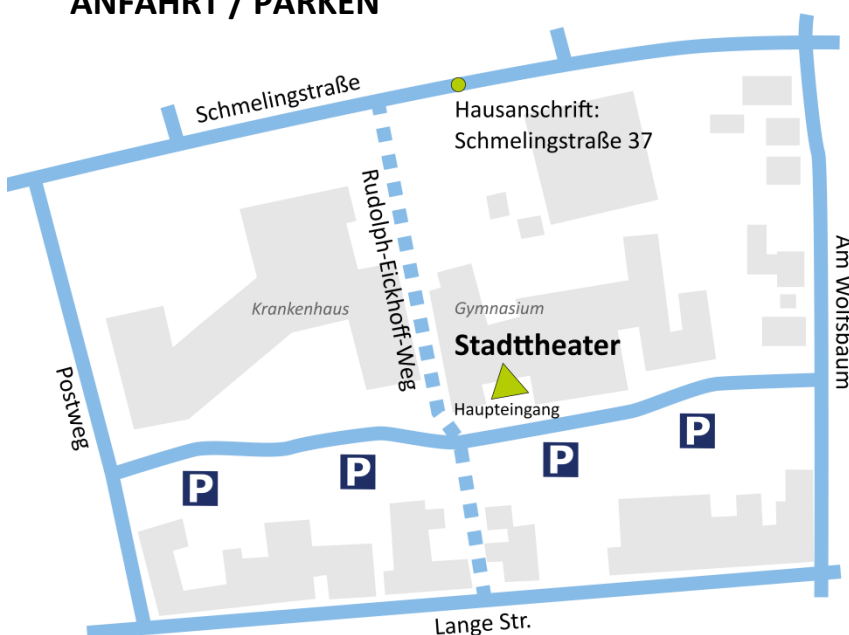 ANFAHRT / PARKEN
Schmelingstraße
Hausanschrift:
Schmelingstraße 37
Rudolph-Eickhoff-Weg
Am Wolfsbaum
Krankenhaus
Gymnasium
Stadttheater
Haupteingang
Postweg
P
P
P
P
Lange Str.